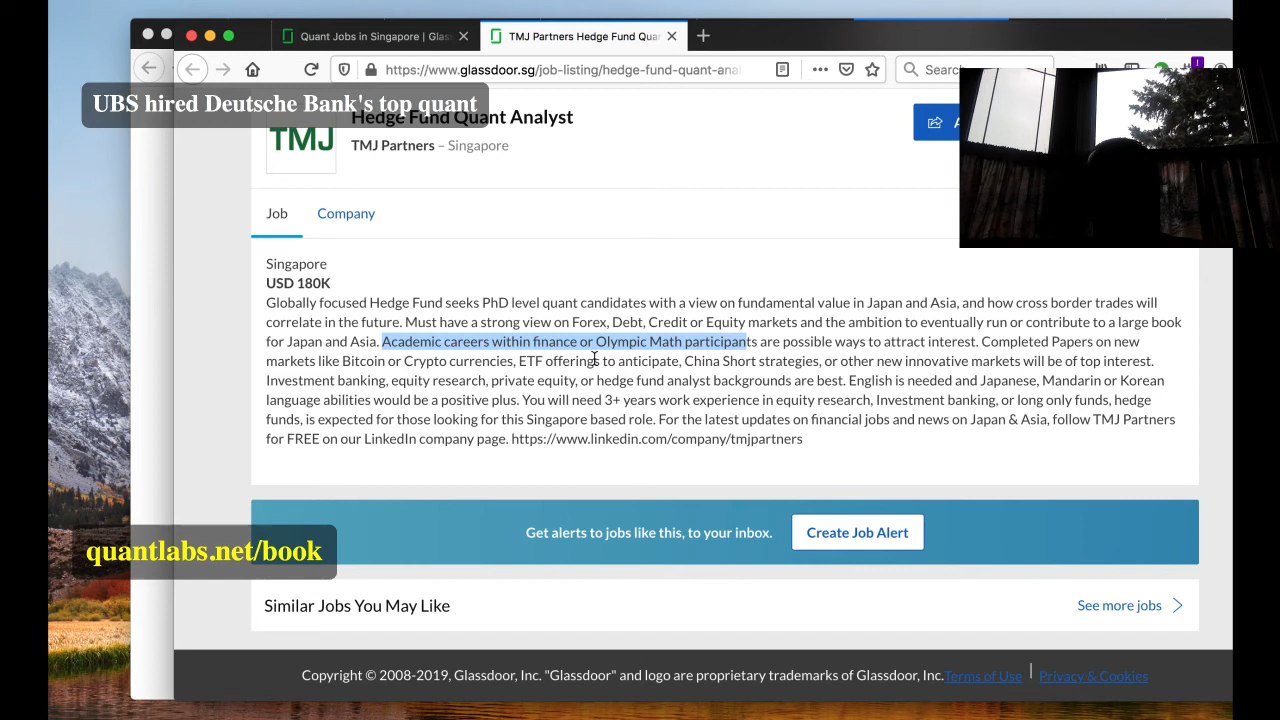 Quant Jobs in Singapore | Glas
TMJ Partners Hedge Fund Quar
https://www.glassdoor.sg/job-listing/hedge-fund-quant-anal
Search
UBS hired Deutsche Bank's top quant
TMJ
Hedge Fund Quant Analyst
TMJ Partners – Singapore
Job
Company
Singapore
USD 180K
Globally focused Hedge Fund seeks PhD level quant candidates with a view on fundamental value in Japan and Asia, and how cross border trades will
correlate in the future. Must have a strong view on Forex, Debt, Credit or Equity markets and the ambition to eventually run or contribute to a large book
for Japan and Asia. Academic careers within finance or Olympic Math participants are possible ways to attract interest. Completed Papers on new
markets like Bitcoin or Crypto currencies, ETF offerings to anticipate, China Short strategies, or other new innovative markets will be of top interest.
Investment banking, equity research, private equity, or hedge fund analyst backgrounds are best. English is needed and Japanese, Mandarin or Korean
language abilities would be a positive plus. You will need 3+ years work experience in equity research, Investment banking, or long only funds, hedge
funds, is expected for those looking for this Singapore based role. For the latest updates on financial jobs and news on Japan & Asia, follow TMJ Partners
for FREE on our LinkedIn company page. https://www.linkedin.com/company/tmjpartners
Get alerts to jobs like this, to your inbox.
Create Job Alert
quantlabs.net/book
Similar Jobs You May Like
See more jobs
Copyright © 2008-2019, Glassdoor, Inc. "Glassdoor" and logo are proprietary trademarks of Glassdoor, Inc.
Terms of Use
Privacy & Cookies